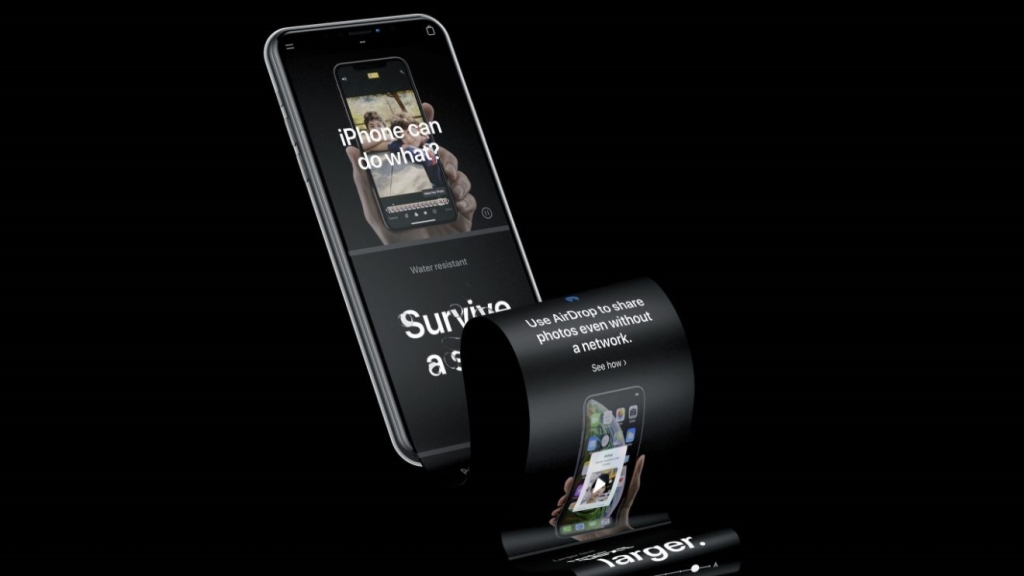 iPhone can
do what?
Water resistant
Survive
a s
Use AirDrop to share
photos even without
a network.
See how ›
larger.